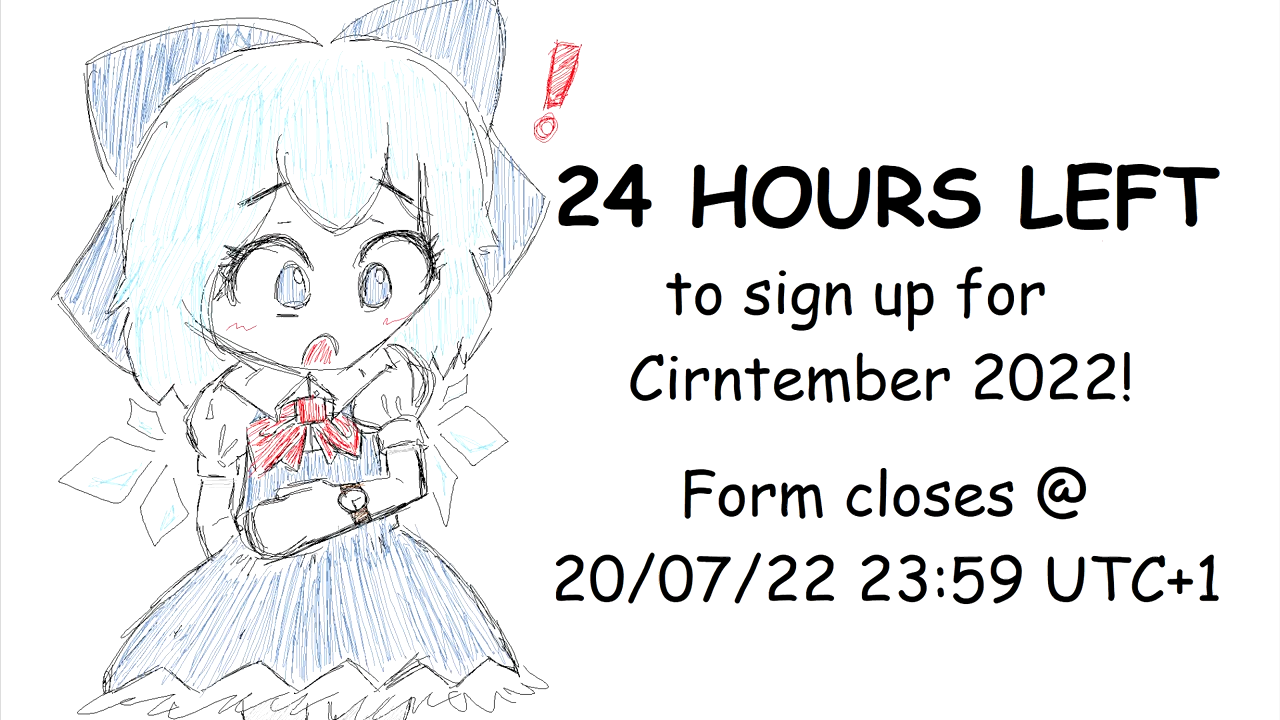 !
24 HOURS LEFT
to sign up for
Cirntember 2022!
Form closes @
20/07/22 23:59 UTC+1